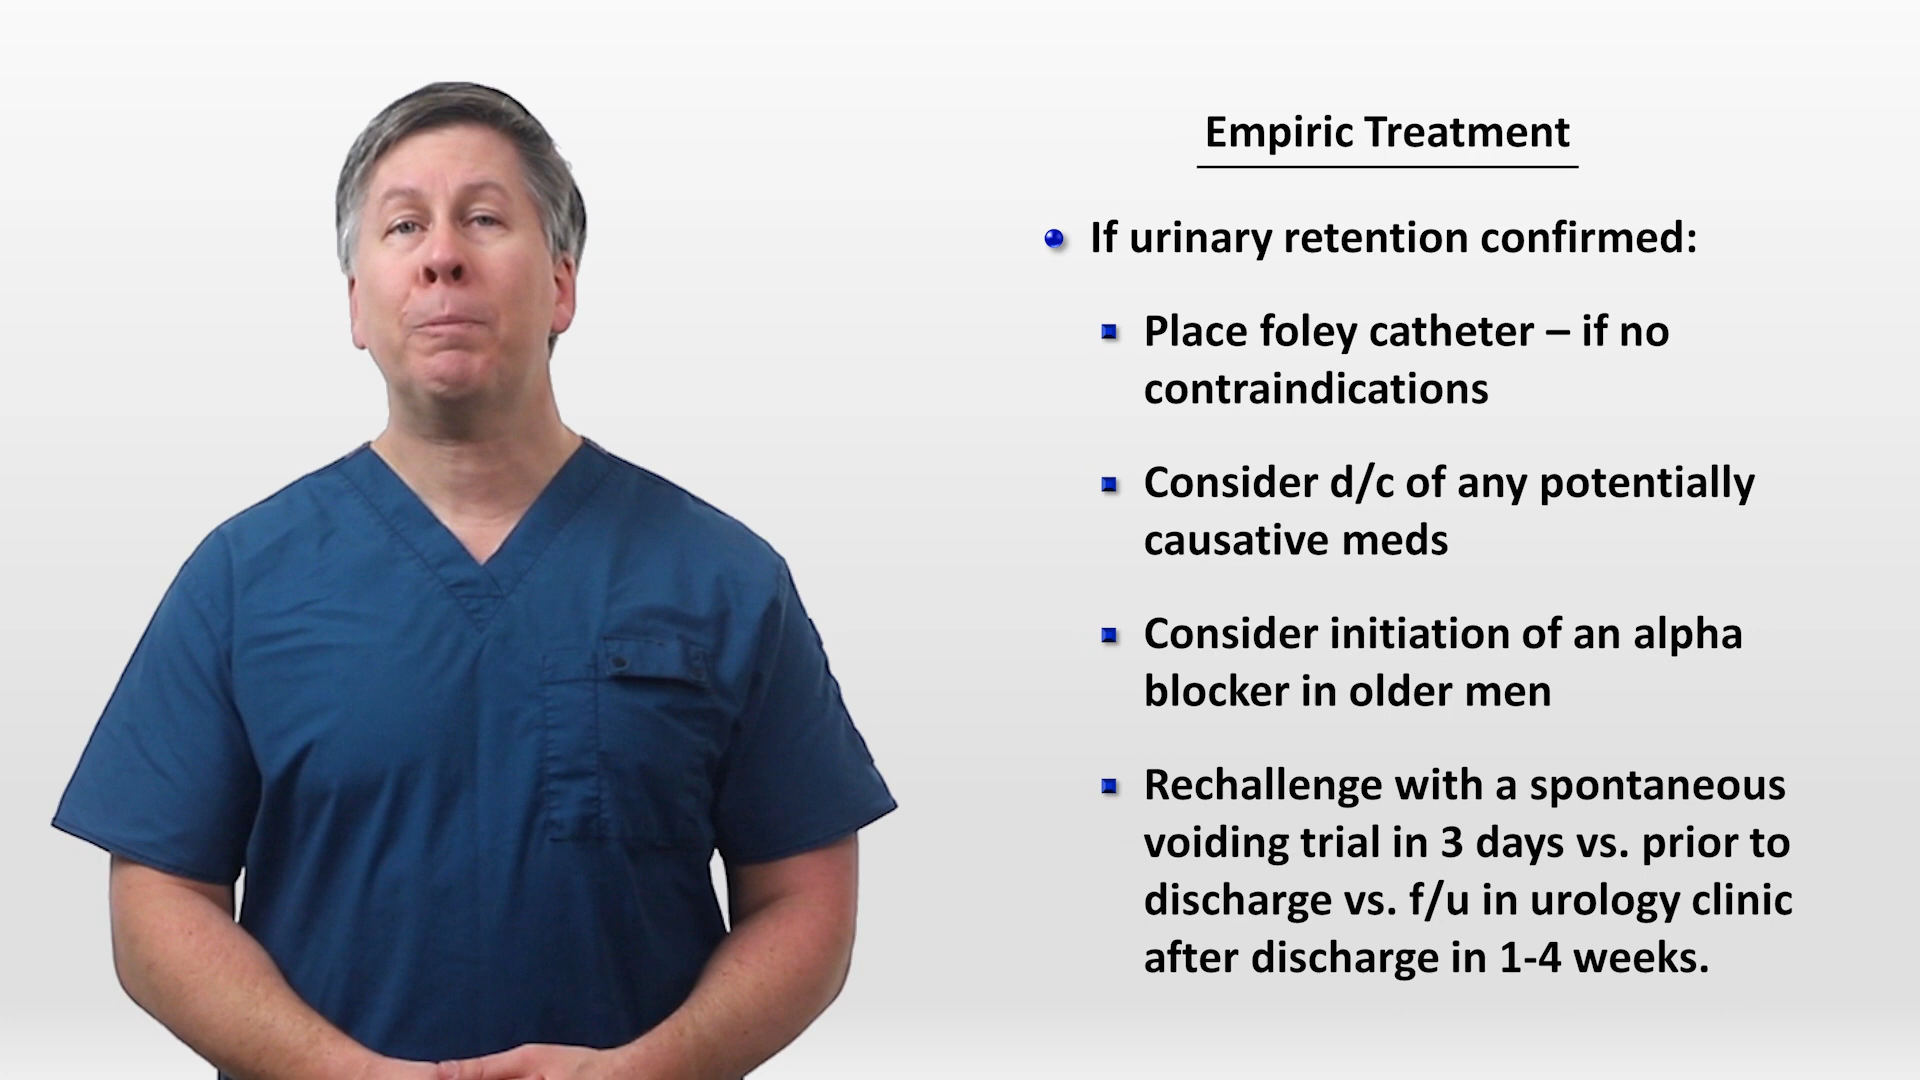 Empiric Treatment
If urinary retention confirmed:
Place foley catheter – if no
contraindications
Consider d/c of any potentially
causative meds
Consider initiation of an alpha
blocker in older men
Rechallenge with a spontaneous
voiding trial in 3 days vs. prior to
discharge vs. f/u in urology clinic
after discharge in 1-4 weeks.